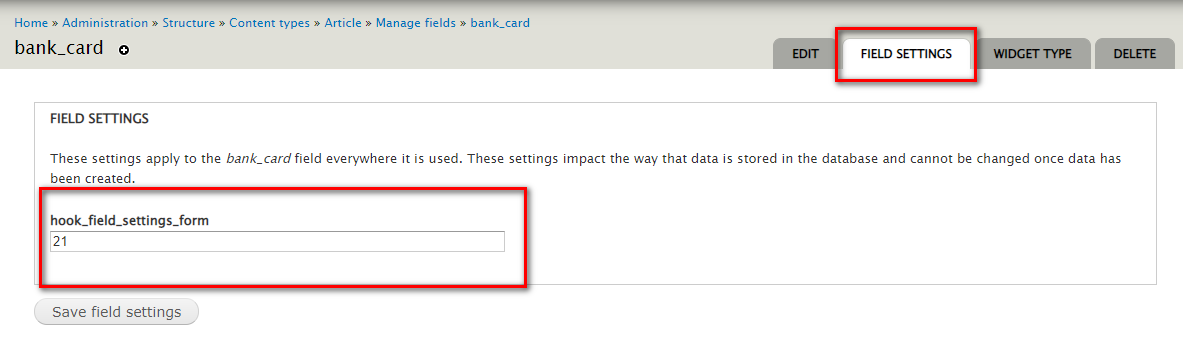 Home » Administration » Structure » Content types » Article » Manage fields » bank_card
bank_card
EDIT
FIELD SETTINGS
WIDGET TYPE
DELETE
FIELD SETTINGS
These settings apply to the bank_card field everywhere it is used. These settings impact the way that data is stored in the database and cannot be changed once data has
been created.
hook_field_settings_form
21
Save field settings